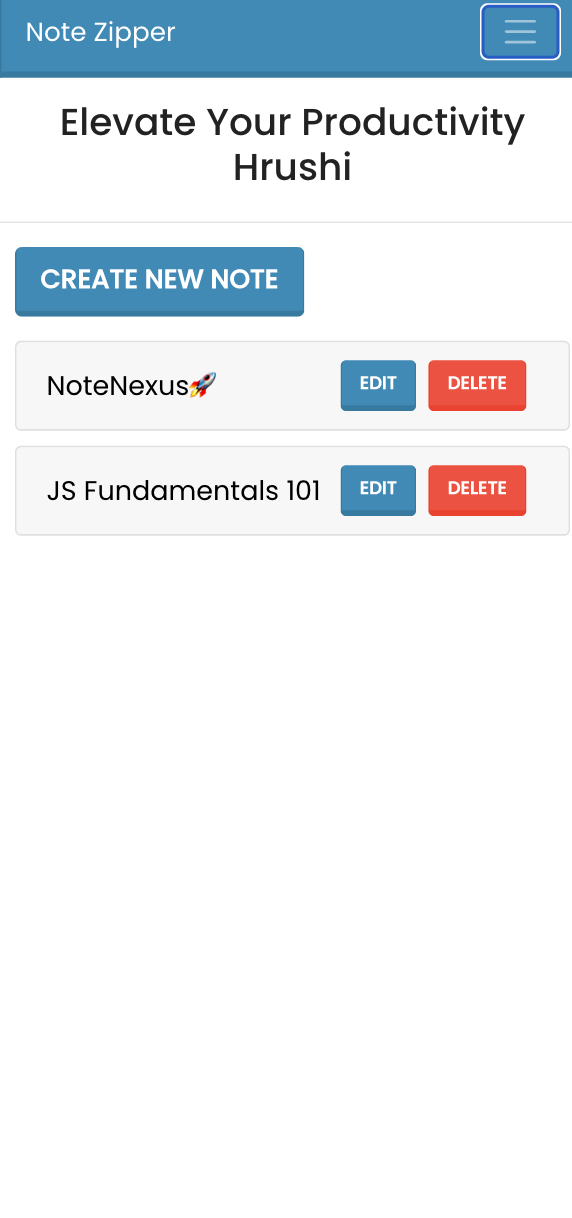 Note Zipper
Elevate Your Productivity
Hrushi
CREATE NEW NOTE
NoteNexus🚀 EDIT DELETE
JS Fundamentals 101 EDIT DELETE